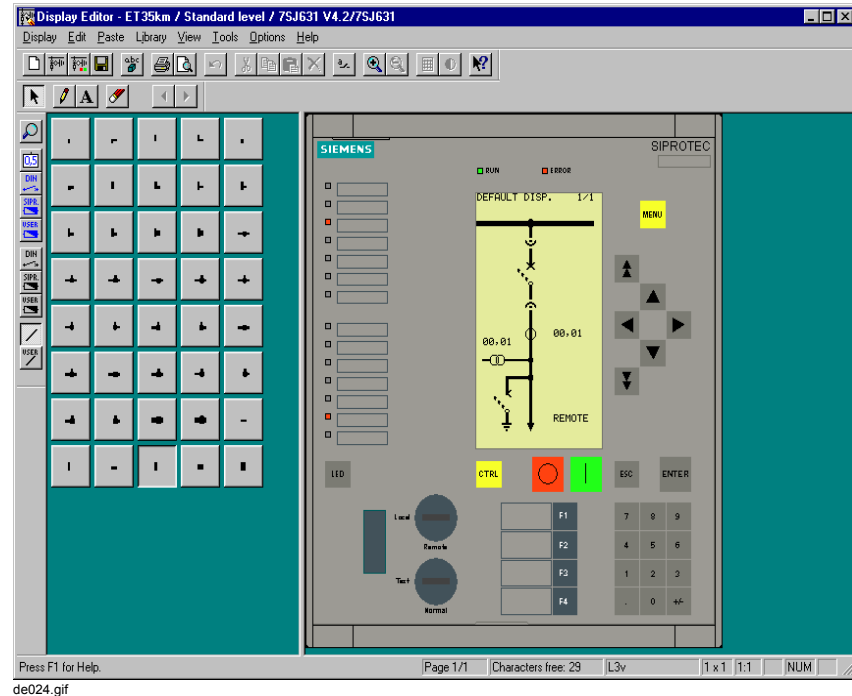 Display Editor - ET35km / Standard level / 7SJ631 V4.2/7SJ631
Display Edit Paste Library View Tools Options Help
abc
A
0,5
DIN
SIPR.
USER
DIN
SIPR.
USER
USER
SIEMENS
SIPROTEC
RUN ERROR
DEFAULT DISP. 1/1
MENU
00,01
00,01
REMOTE
LED
CTRL
ESC
ENTER
Local
Remote
Test
Normal
F1
F2
F3
F4
7 8 9
4 5 6
1 2 3
. 0 +/-
Press F1 for Help.
Page 1/1 Characters free: 29 L3v 1 x 1 1:1 NUM
de024.gif